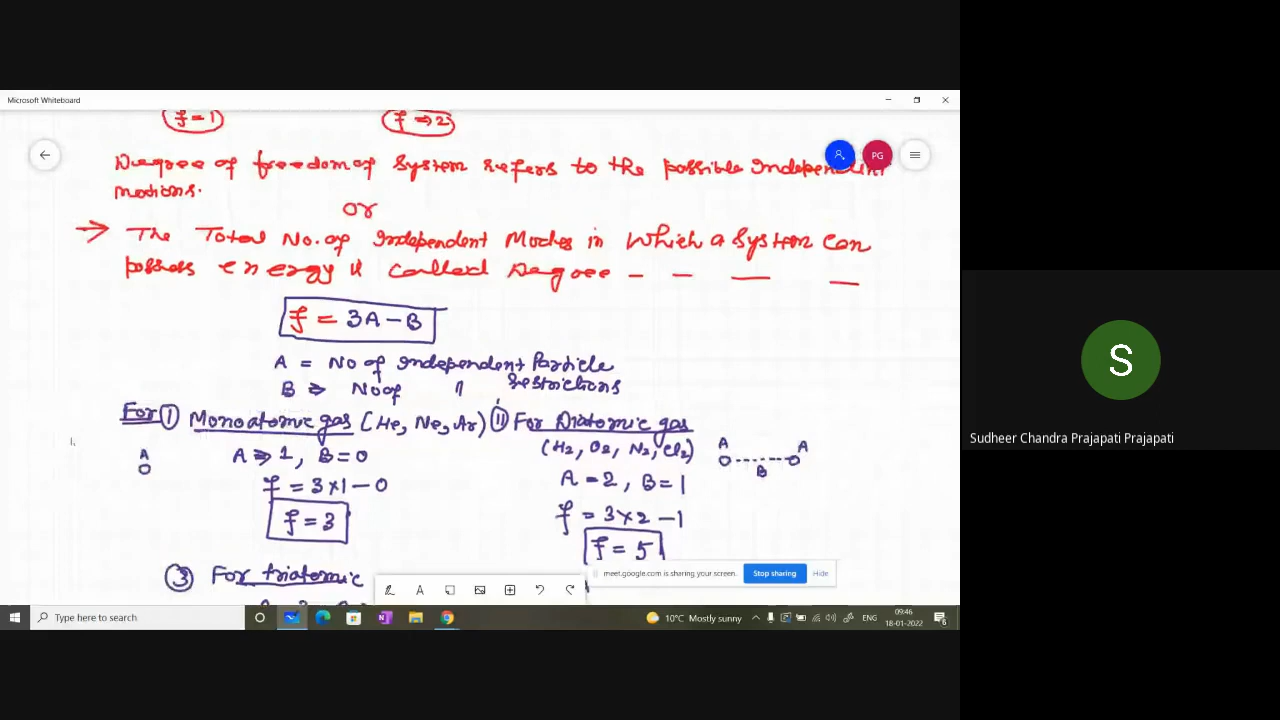 Microsoft Whiteboard
f = 1
f ⇒ 2
PG
Degree of freedom of System refers to the possible Independent
motions.
or
→ The Total No. of Independent Modes in Which a System Can
possess energy is called Degree – – — —
f = 3A – B
A = No of Independent Particle
B ⇒ No of 〃 restrictions
For ① Monoatomic gas (He, Ne, Ar)
A
A ⇒ 1, B = 0
f = 3×1 – 0
f = 3
ⅱ For Diatomic gas
(H2, O2, N2, Cl2)
A A
B
A = 2, B = 1
f = 3×2 – 1
f = 5
③ For triatomic
meet.google.com is sharing your screen. Stop sharing Hide
Type here to search
10°C Mostly sunny
ENG
09:46
18-01-2022
6
S
Sudheer Chandra Prajapati Prajapati